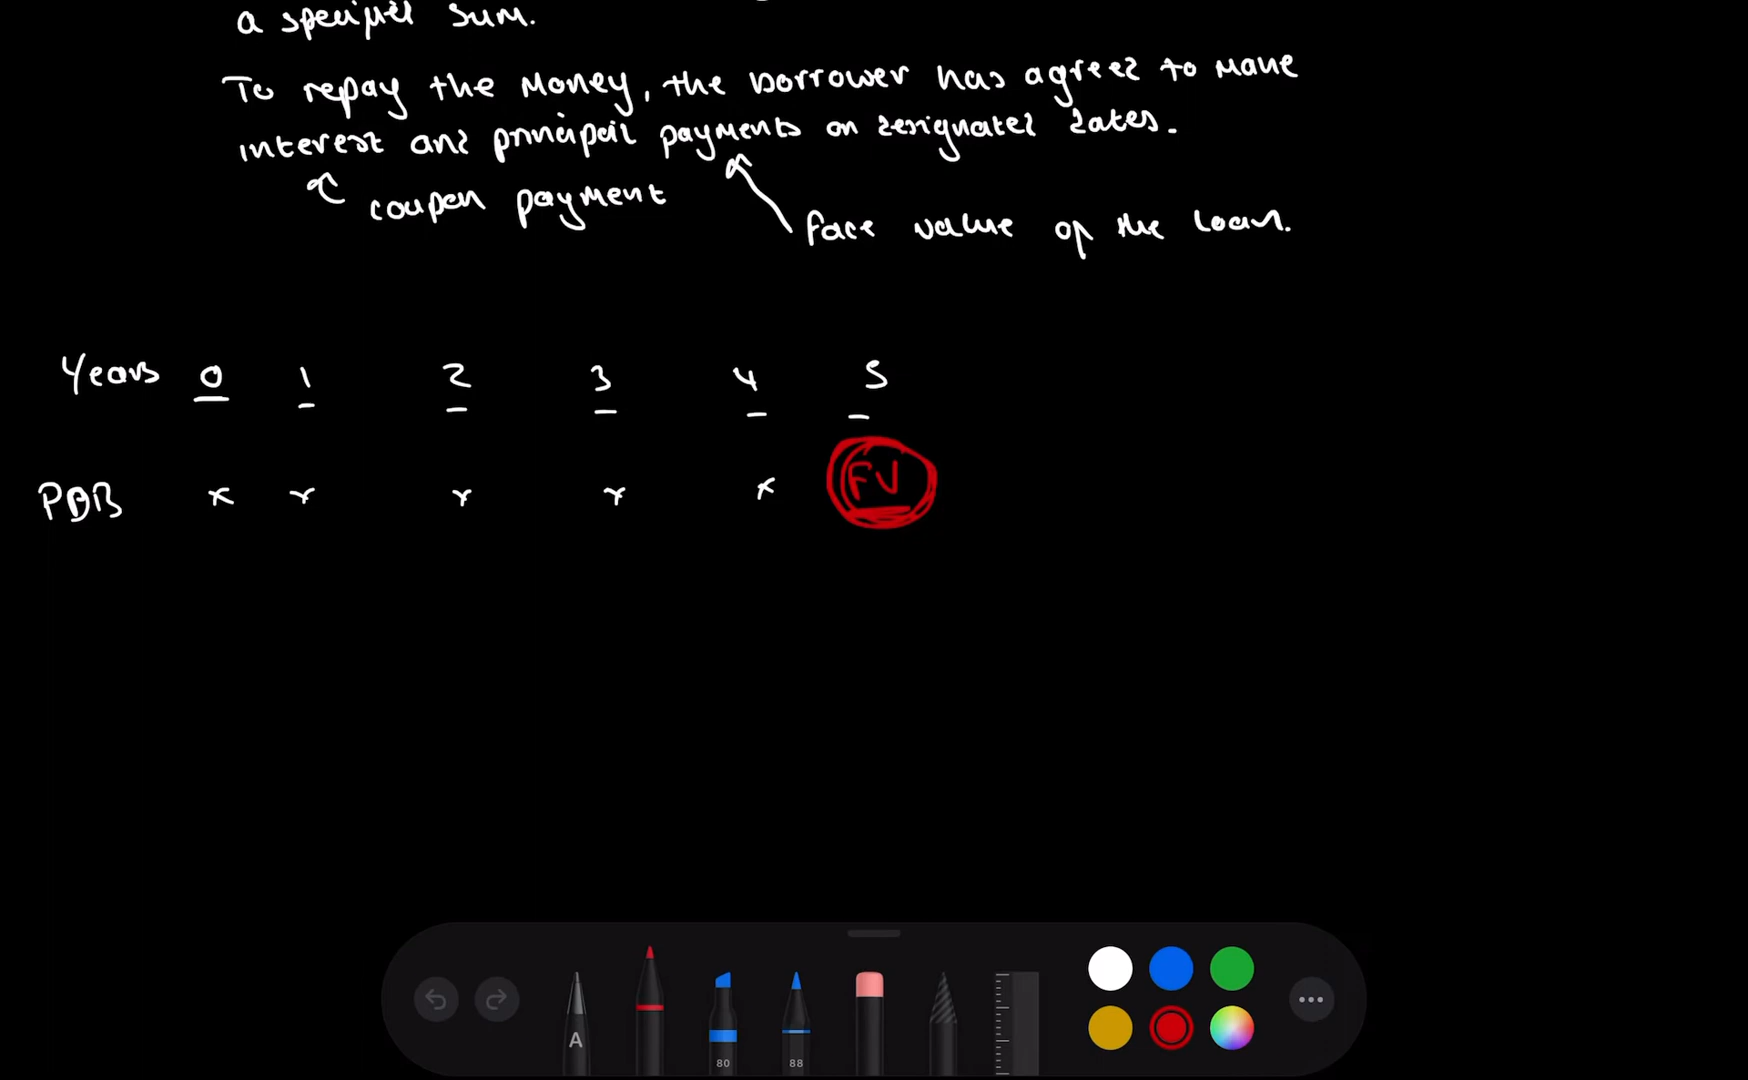 a specified sum.
To repay the money, the borrower has agreed to make
interest and principal payments on designated dates.
coupon payment
face value of the loan.
Years 0 1 2 3 4 5
PDB x x x x x FV
A
80
88